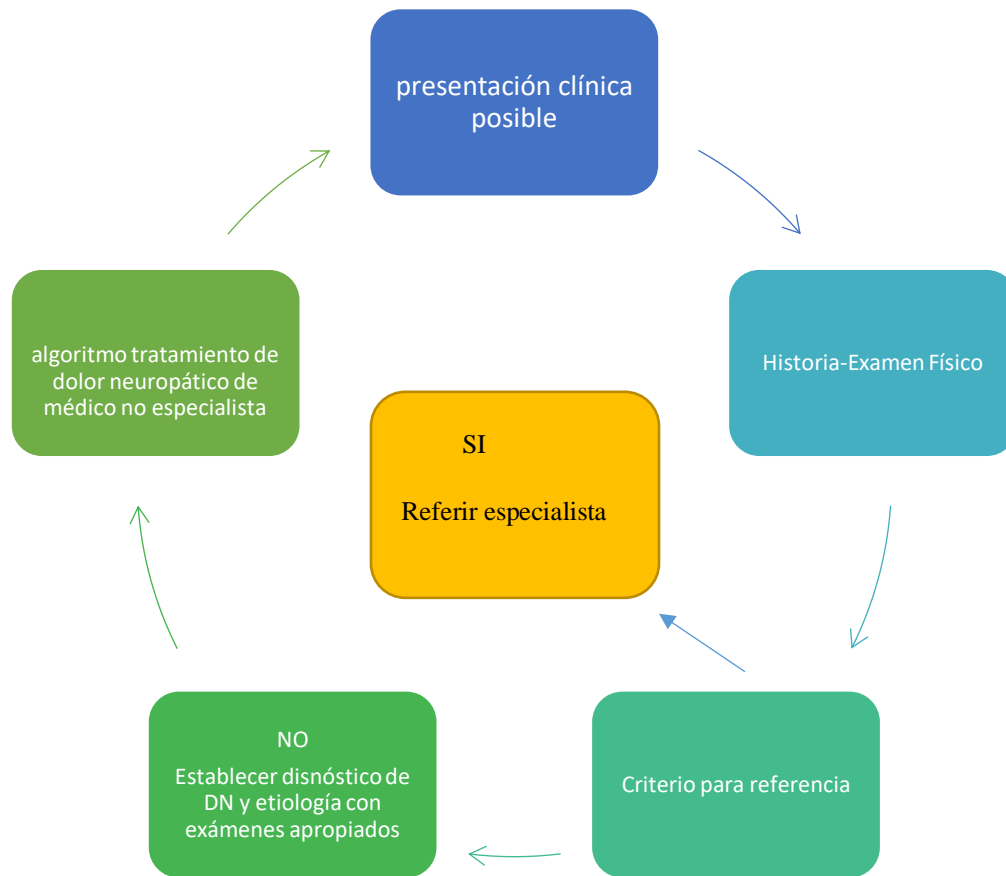 presentación clínica
posible
Historia-Examen Físico
Criterio para referencia
NO
Establecer disnóstico de
DN y etiología con
exámenes apropiados
algoritmo tratamiento de
dolor neuropático de
médico no especialista
SI
Referir especialista